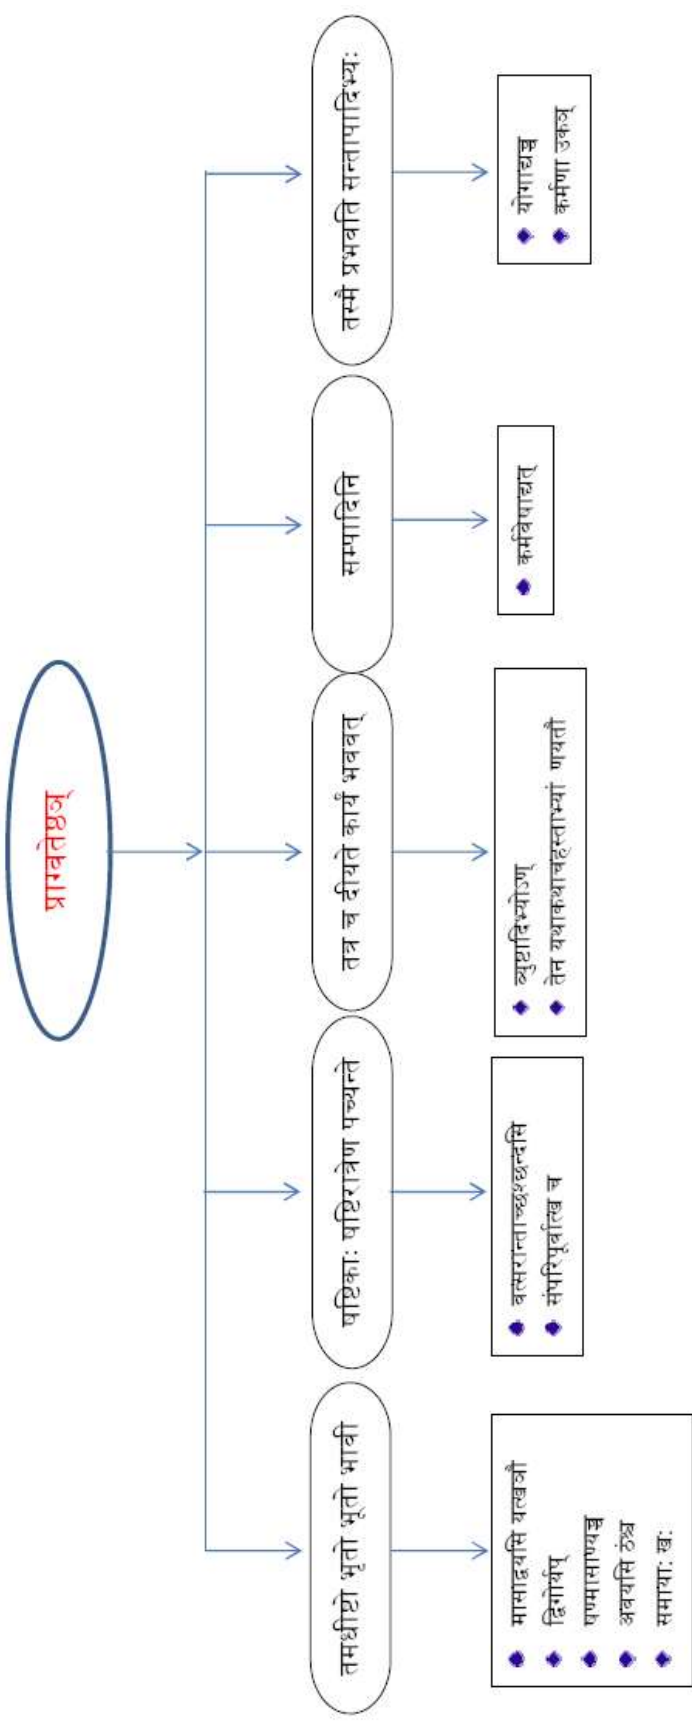 प्राग्वतेष्ठञ्
तमधीष्टो भृतो भूतो भावी
षष्टिकाः षष्टिरात्रेण पच्यन्ते
तत्र च दीयते कार्यं भववत्
सम्पादिनि
तस्मै प्रभवति सन्तापादिभ्यः
मासाद्वयसि यत्खञौ
द्विगोर्यप्
षण्मासाण्यच्च
अवयसि ठंश्च
समायाः खः
वत्सरान्ताच्छश्छन्दसि
संपरिपूर्वात्ख च
व्युष्टादिभ्योऽण्
तेन यथाकथाचहस्ताभ्यां णयतौ
कर्मवेषाद्यत्
योगाद्यच्च
कर्मणा उकञ्